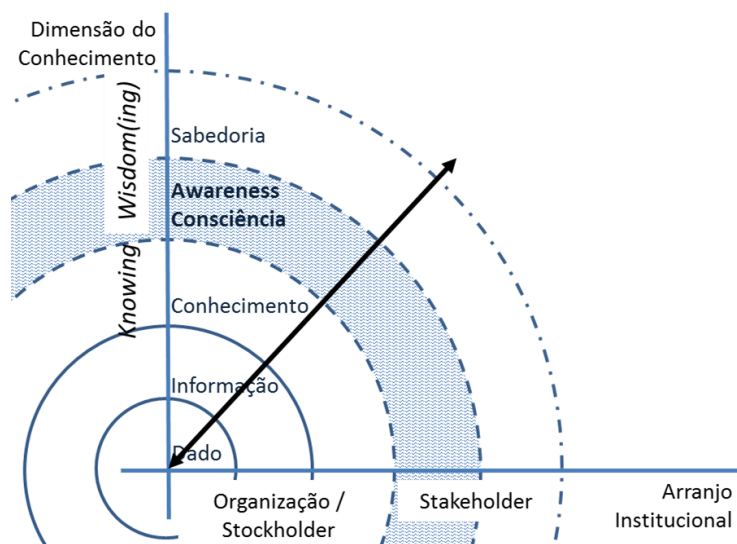 Dimensão do
Conhecimento
Wisdom(ing)
Knowing
Sabedoria
Awareness
Consciência
Conhecimento
Informação
Dado
Organização /
Stockholder
Stakeholder
Arranjo
Institucional